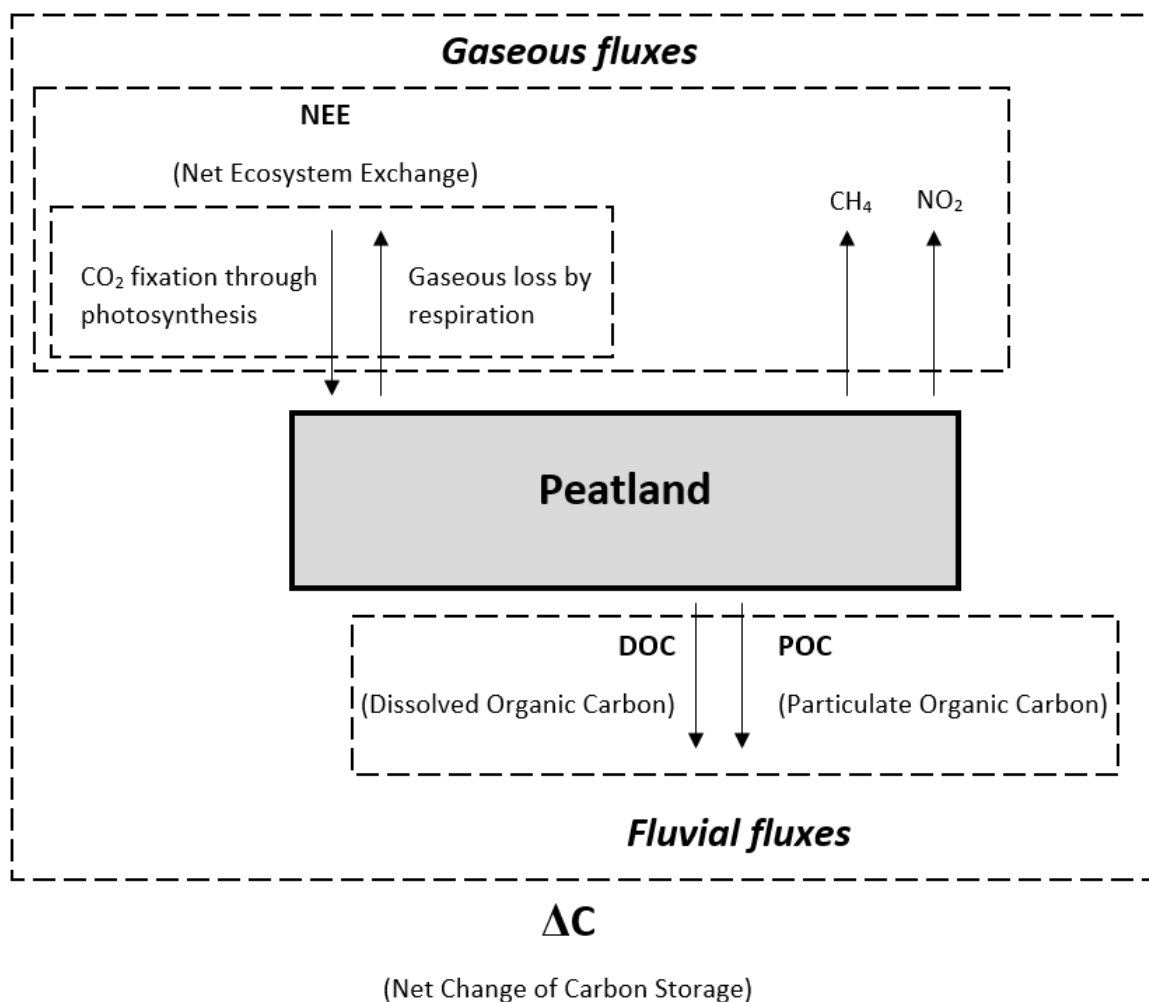 Gaseous fluxes
NEE
(Net Ecosystem Exchange)
CH₄ NO₂
CO₂ fixation through
photosynthesis
Gaseous loss by
respiration
Peatland
DOC
(Dissolved Organic Carbon)
POC
(Particulate Organic Carbon)
Fluvial fluxes
ΔC
(Net Change of Carbon Storage)